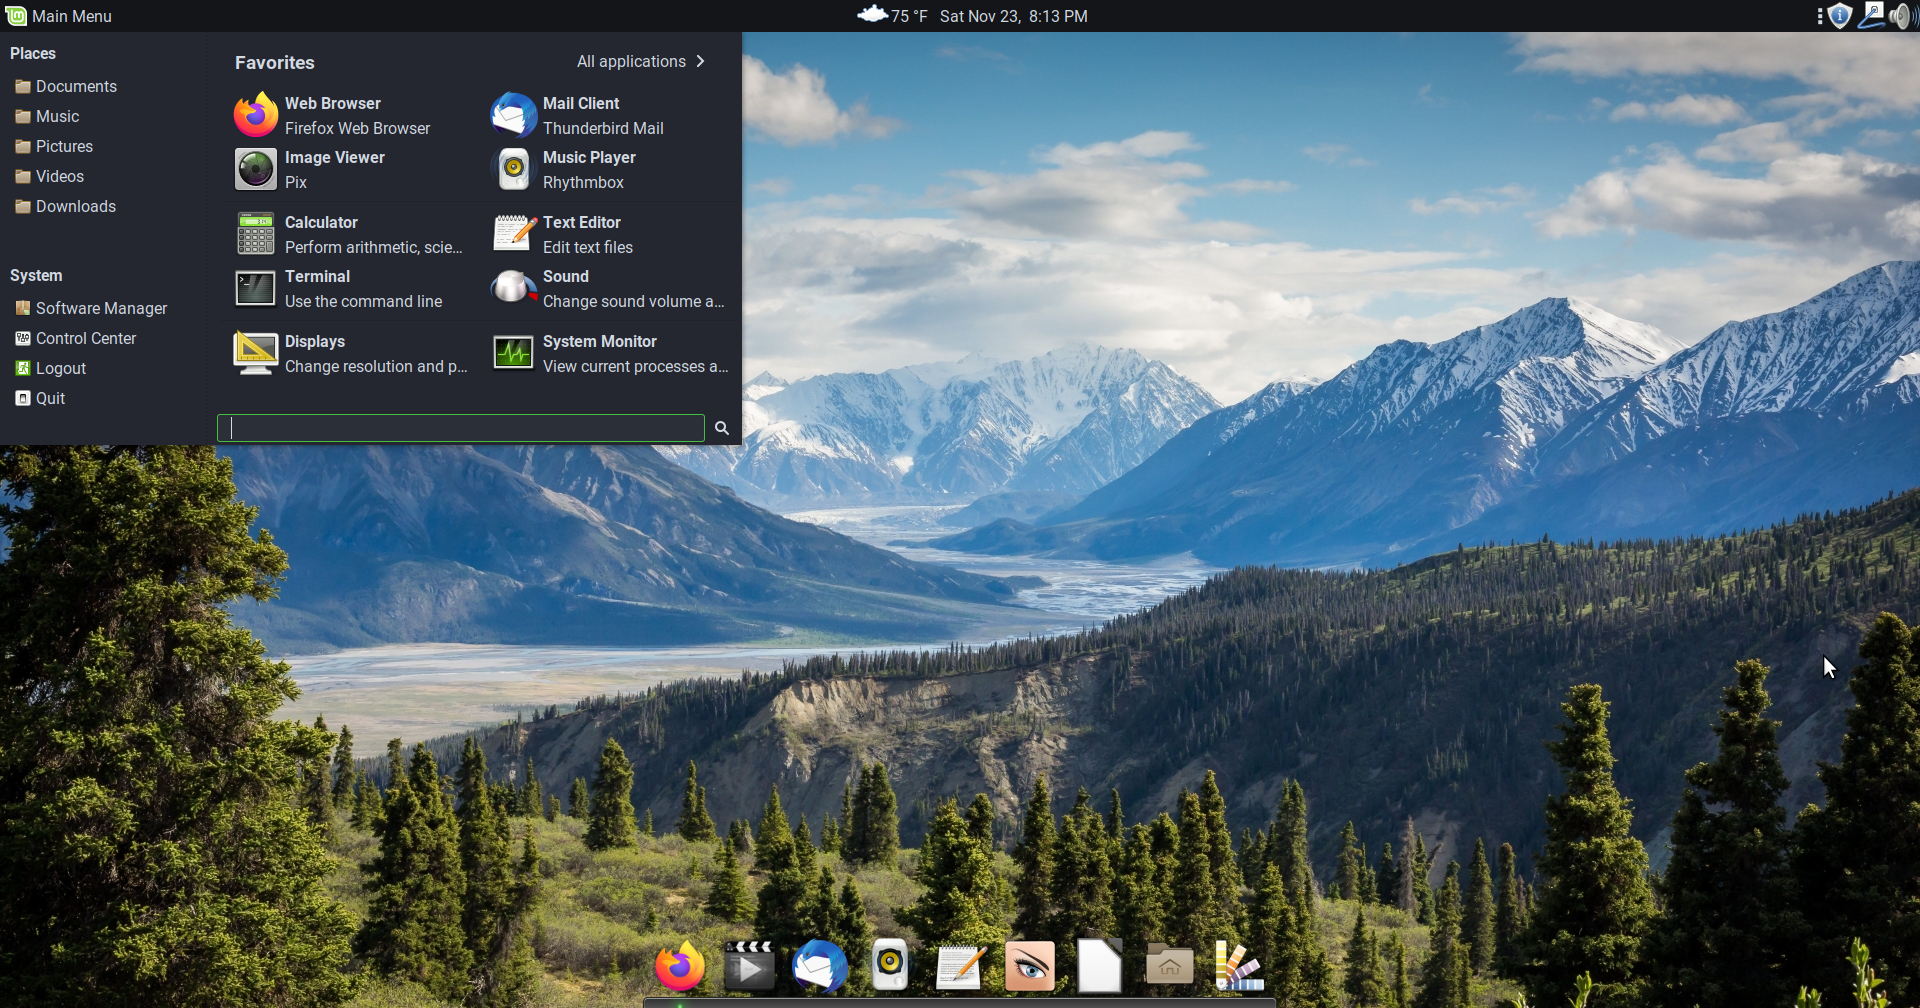 Main Menu
75 °F Sat Nov 23, 8:13 PM
Places
Documents
Music
Pictures
Videos
Downloads
System
Software Manager
Control Center
Logout
Quit
Favorites
All applications
Web Browser
Firefox Web Browser
Mail Client
Thunderbird Mail
Image Viewer
Pix
Music Player
Rhythmbox
Calculator
Perform arithmetic, scie...
Text Editor
Edit text files
Terminal
Use the command line
Sound
Change sound volume a...
Displays
Change resolution and p...
System Monitor
View current processes a...